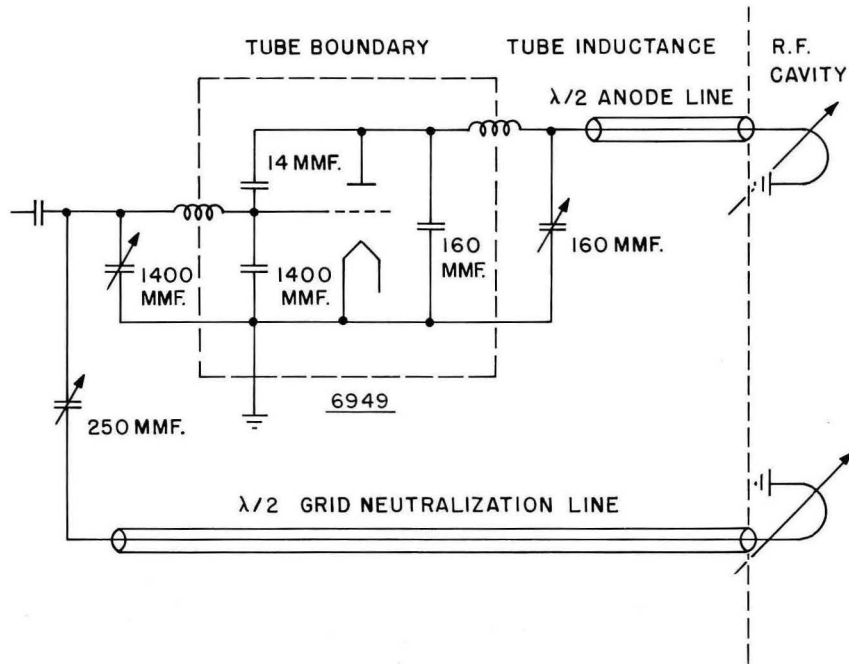 TUBE BOUNDARY
TUBE INDUCTANCE
R.F.
CAVITY
λ/2 ANODE LINE
14 MMF.
1400
MMF.
1400
MMF.
160
MMF.
160 MMF.
250 MMF.
6949
λ/2 GRID NEUTRALIZATION LINE